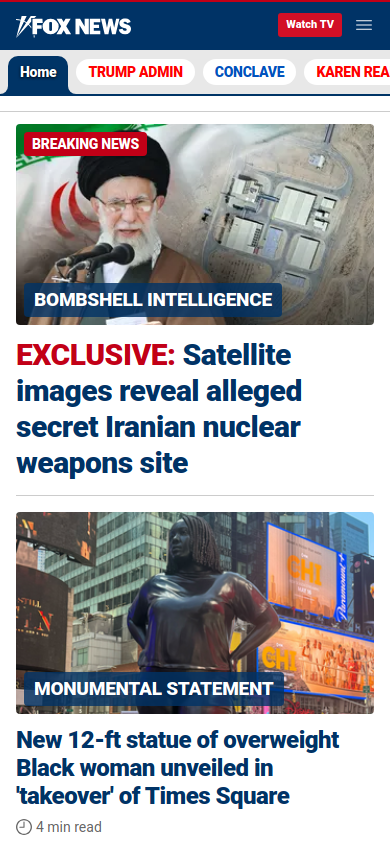 FOX NEWS
Watch TV
Home
TRUMP ADMIN
CONCLAVE
KAREN REA
BREAKING NEWS
BOMBSHELL INTELLIGENCE
EXCLUSIVE: Satellite
images reveal alleged
secret Iranian nuclear
weapons site
CHI
Paramount+
CHI
MONUMENTAL STATEMENT
New 12-ft statue of overweight
Black woman unveiled in
'takeover' of Times Square
4 min read